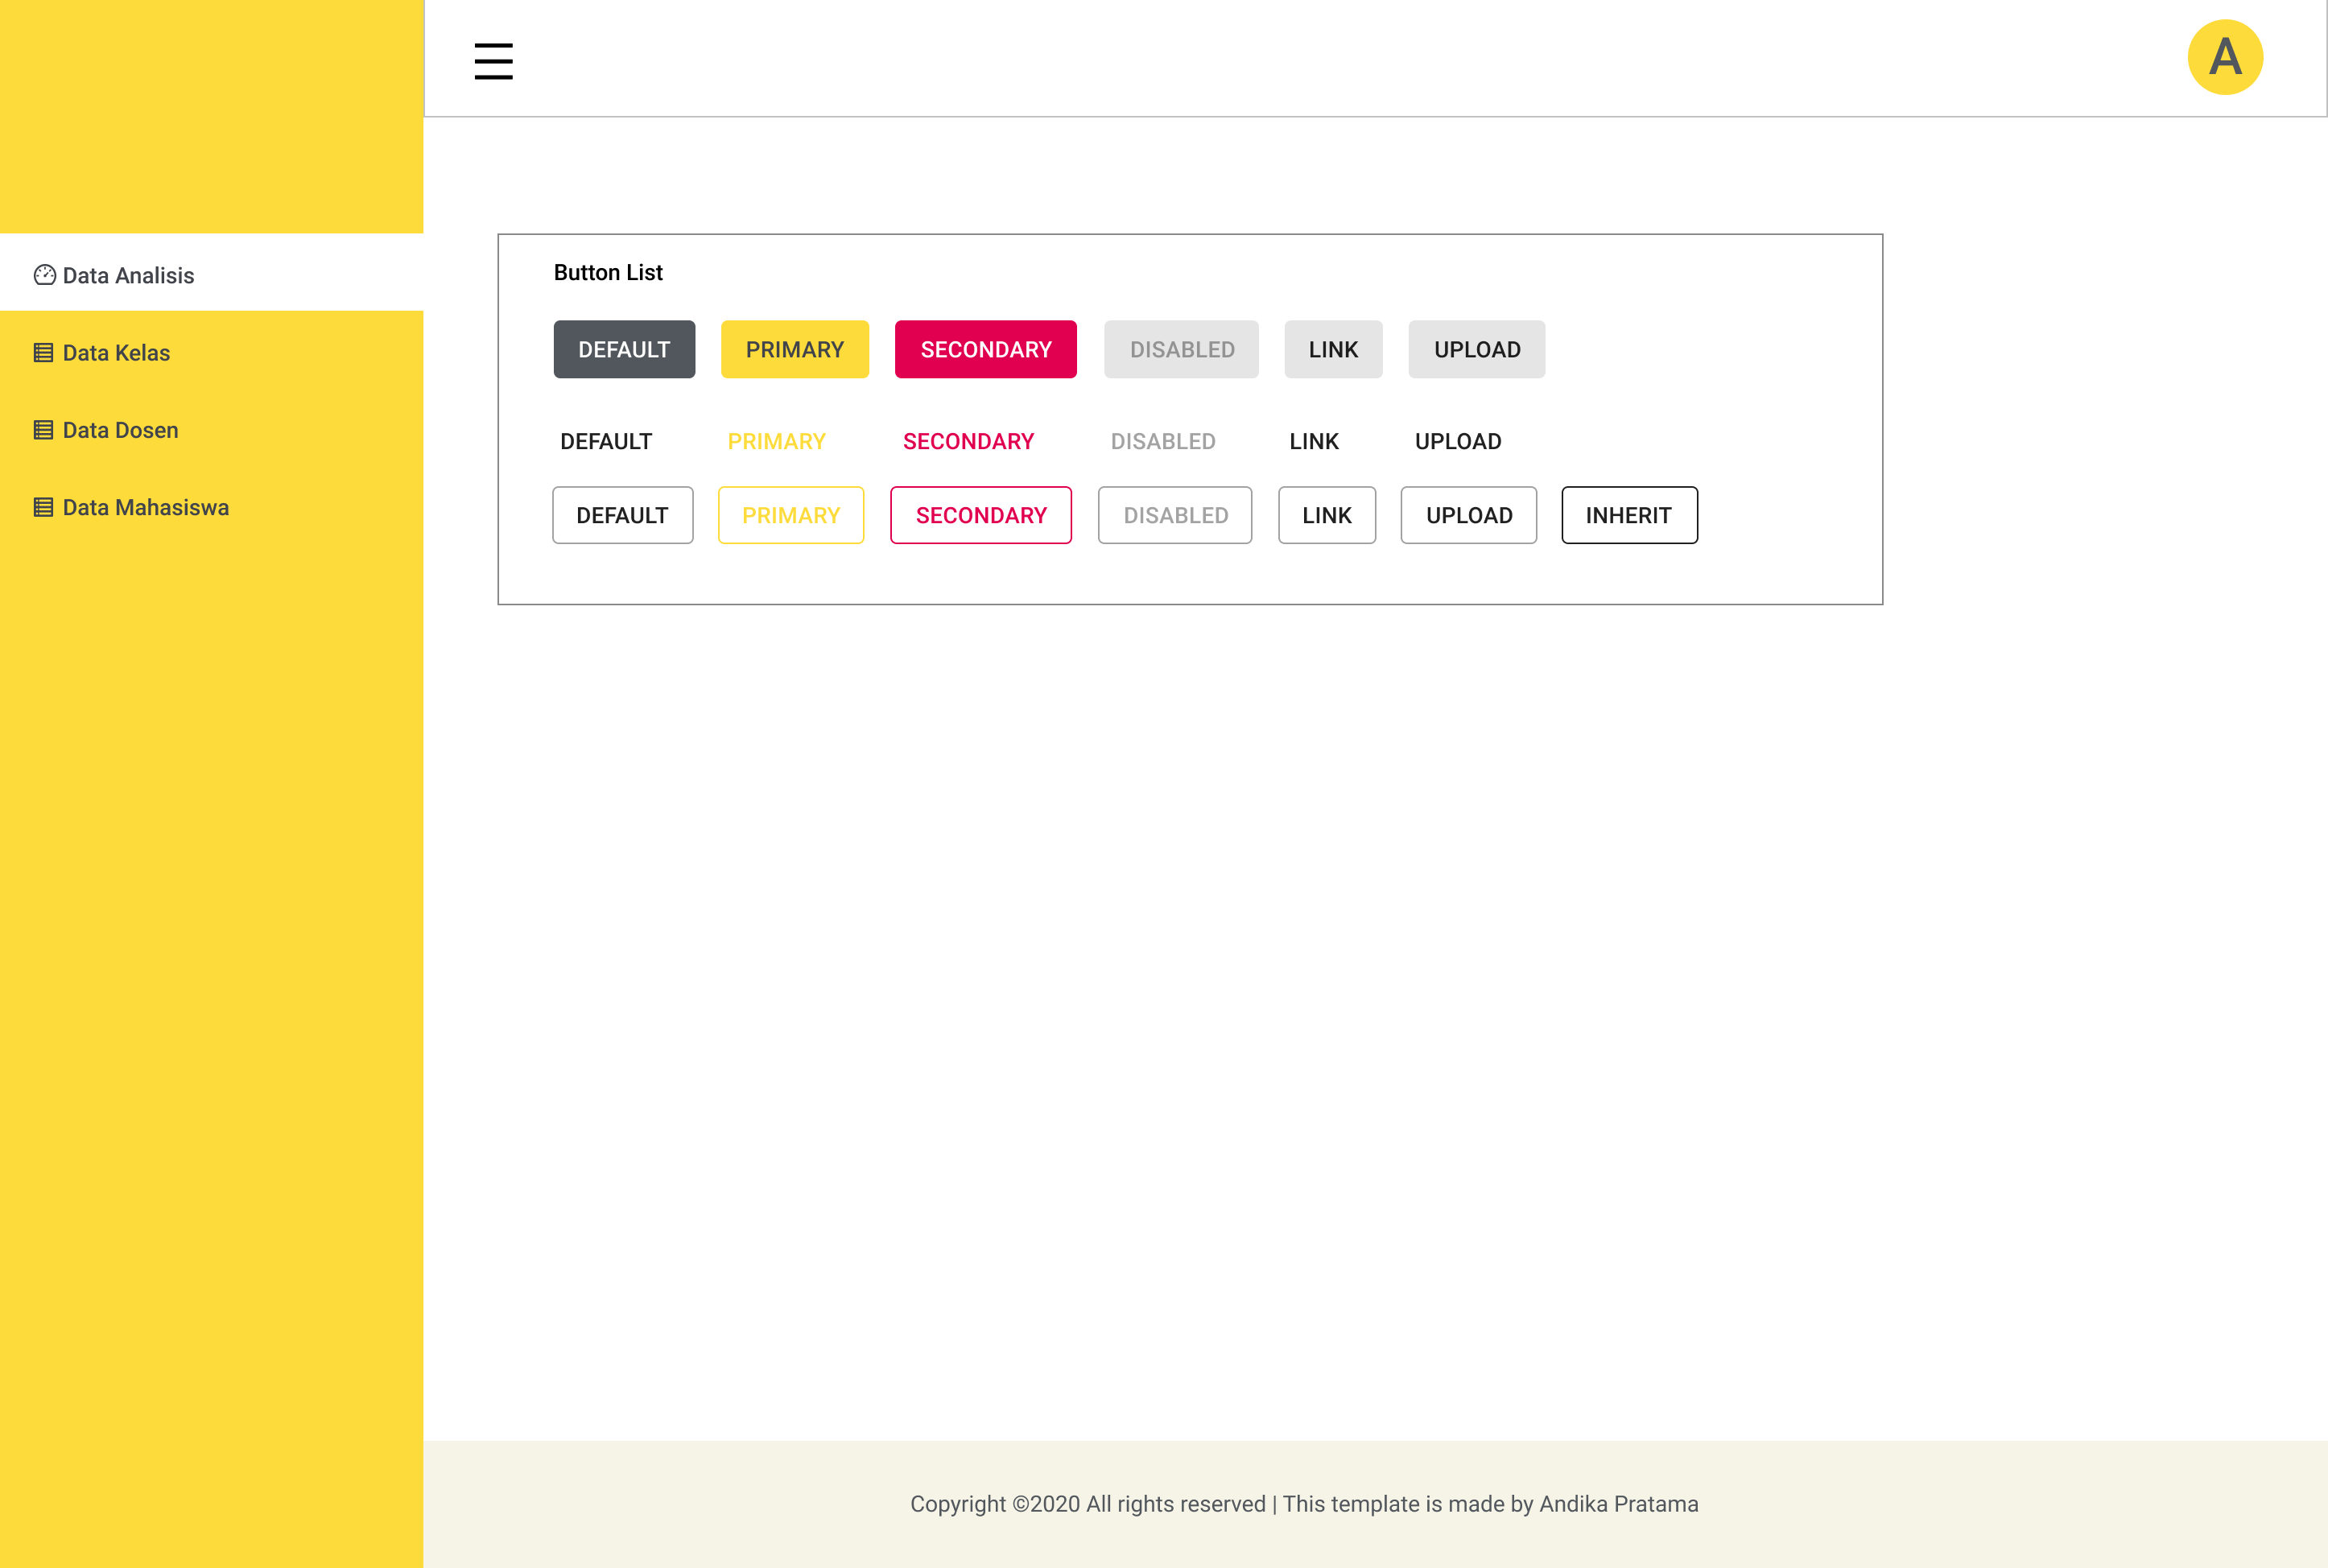 A
Data Analisis
Data Kelas
Data Dosen
Data Mahasiswa
Button List
DEFAULT PRIMARY SECONDARY DISABLED LINK UPLOAD
DEFAULT PRIMARY SECONDARY DISABLED LINK UPLOAD
DEFAULT PRIMARY SECONDARY DISABLED LINK UPLOAD INHERIT
Copyright ©2020 All rights reserved | This template is made by Andika Pratama